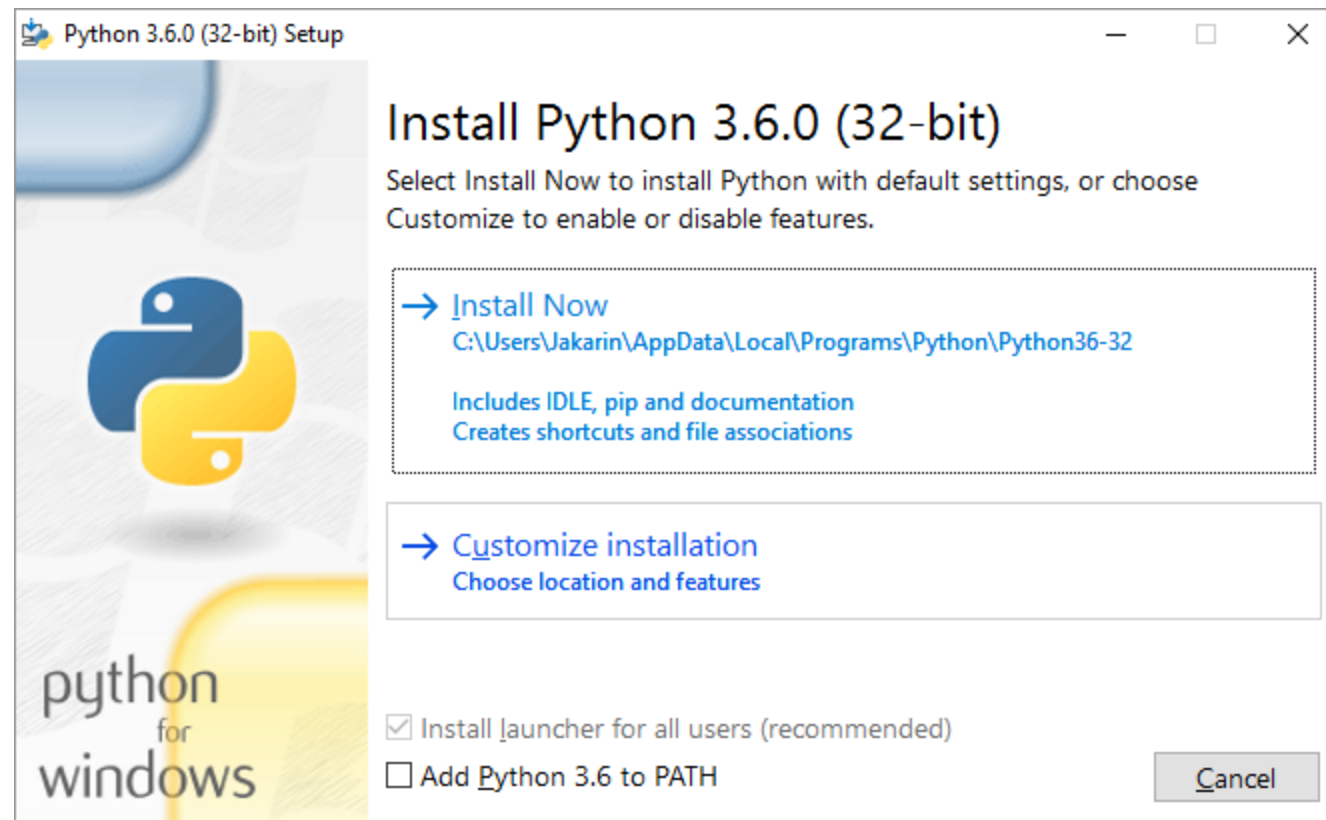 Python 3.6.0 (32-bit) Setup
Install Python 3.6.0 (32-bit)
Select Install Now to install Python with default settings, or choose
Customize to enable or disable features.
Install Now
C:\Users\Jakarin\AppData\Local\Programs\Python\Python36-32
Includes IDLE, pip and documentation
Creates shortcuts and file associations
Customize installation
Choose location and features
python
for
windows
Install launcher for all users (recommended)
Add Python 3.6 to PATH
Cancel